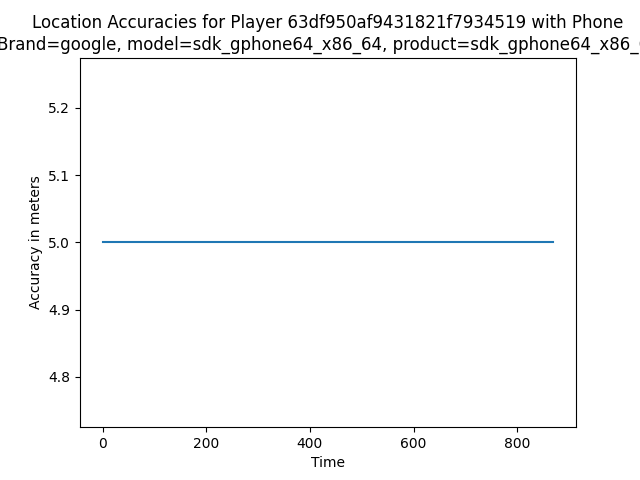 Location Accuracies for Player 63df950af9431821f7934519 with Phone
Brand=google, model=sdk_gphone64_x86_64, product=sdk_gphone64_x86_
5.2
5.1
5.0
4.9
4.8
Accuracy in meters
0 200 400 600 800
Time